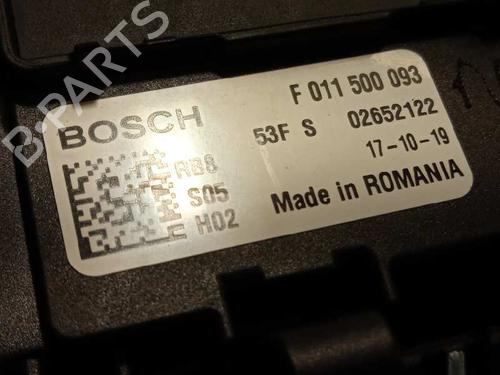 BOSCH
F 011 500 093
53F S 02652122
17-10-19
RB8
S05
H02
Made in ROMANIA
B-PARTS